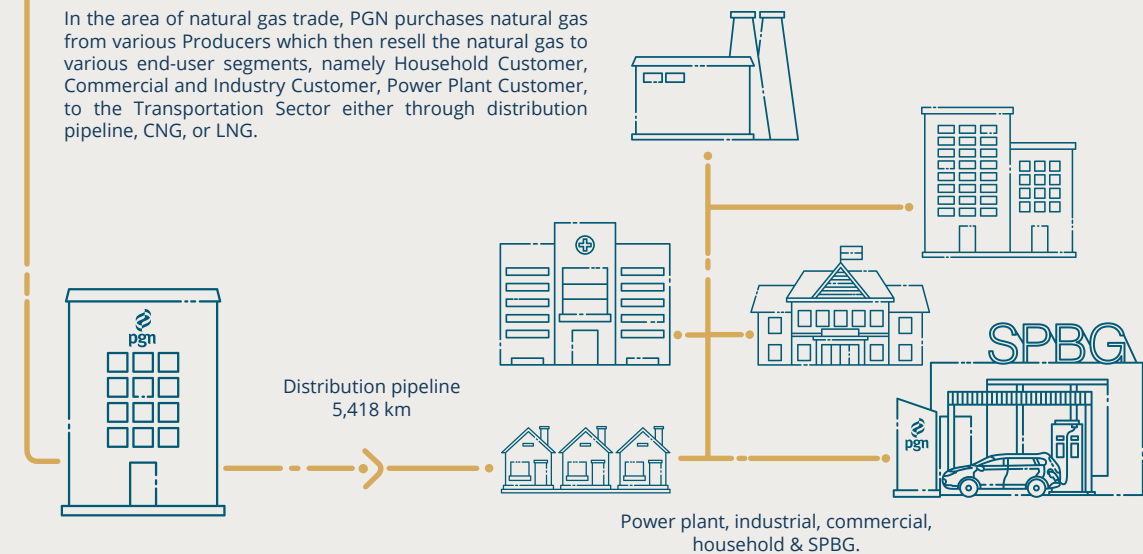 In the area of natural gas trade, PGN purchases natural gas
from various Producers which then resell the natural gas to
various end-user segments, namely Household Customer,
Commercial and Industry Customer, Power Plant Customer,
to the Transportation Sector either through distribution
pipeline, CNG, or LNG.
pgn
Distribution pipeline
5,418 km
SPBG
pgn
Power plant, industrial, commercial,
household & SPBG.